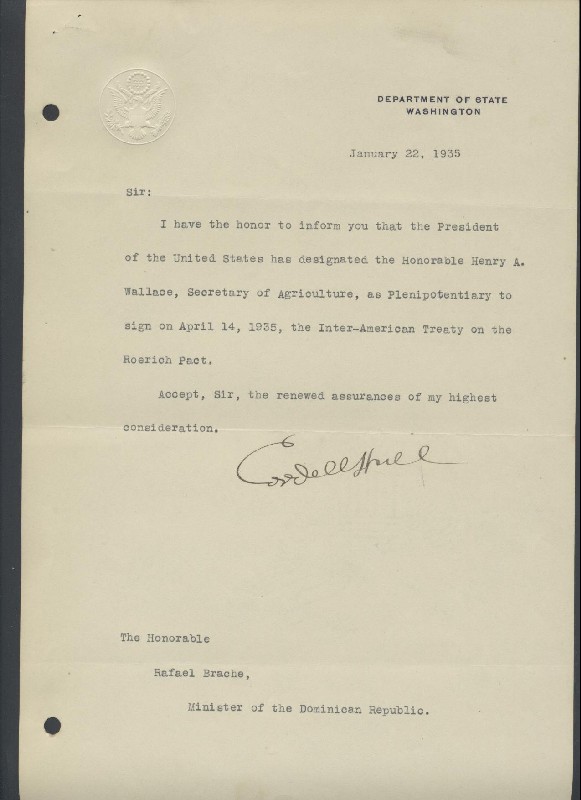 DEPARTMENT OF STATE
WASHINGTON
January 22, 1935
Sir:
I have the honor to inform you that the President
of the United States has designated the Honorable Henry A.
Wallace, Secretary of Agriculture, as Plenipotentiary to
sign on April 14, 1935, the Inter-American Treaty on the
Roerich Pact.
Accept, Sir, the renewed assurances of my highest
consideration.
Cordell Hull
The Honorable
Rafael Brache,
Minister of the Dominican Republic.